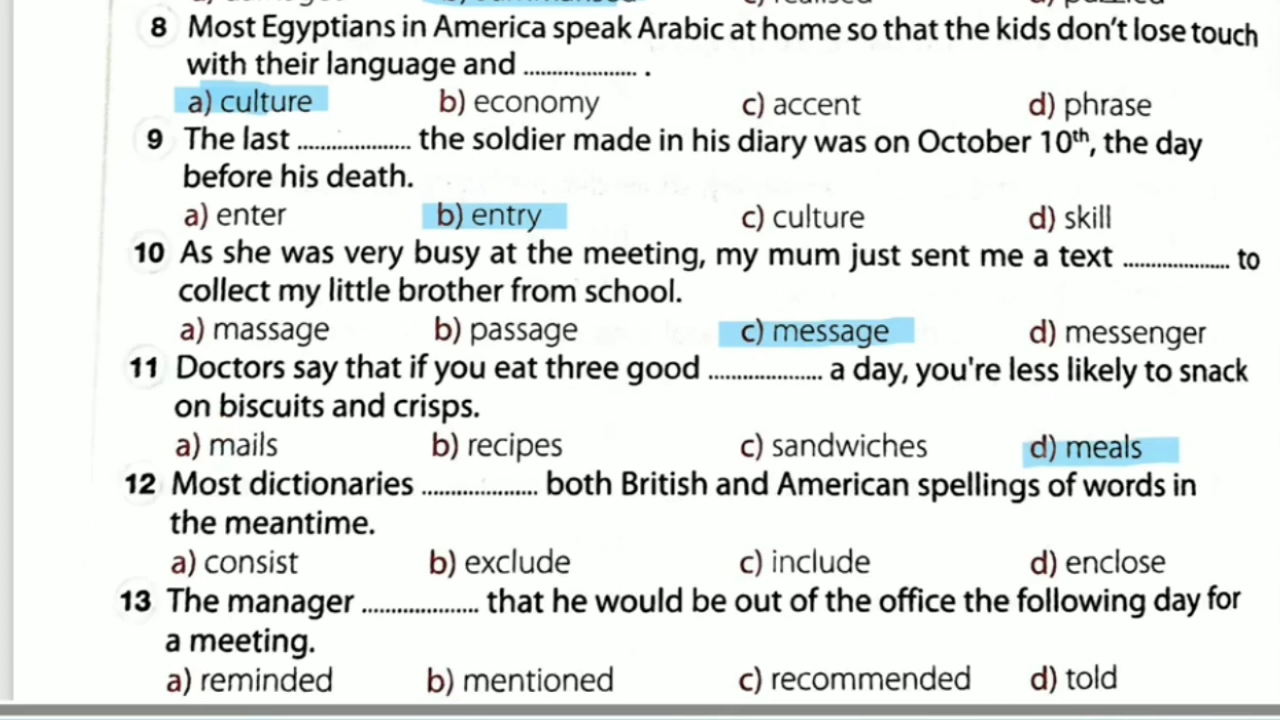 8 Most Egyptians in America speak Arabic at home so that the kids don't lose touch
with their language and .................... .
a) culture b) economy c) accent d) phrase
9 The last .................... the soldier made in his diary was on October 10th, the day
before his death.
a) enter b) entry c) culture d) skill
10 As she was very busy at the meeting, my mum just sent me a text .................... to
collect my little brother from school.
a) massage b) passage c) message d) messenger
11 Doctors say that if you eat three good .................... a day, you're less likely to snack
on biscuits and crisps.
a) mails b) recipes c) sandwiches d) meals
12 Most dictionaries .................... both British and American spellings of words in
the meantime.
a) consist b) exclude c) include d) enclose
13 The manager .................... that he would be out of the office the following day for
a meeting.
a) reminded b) mentioned c) recommended d) told